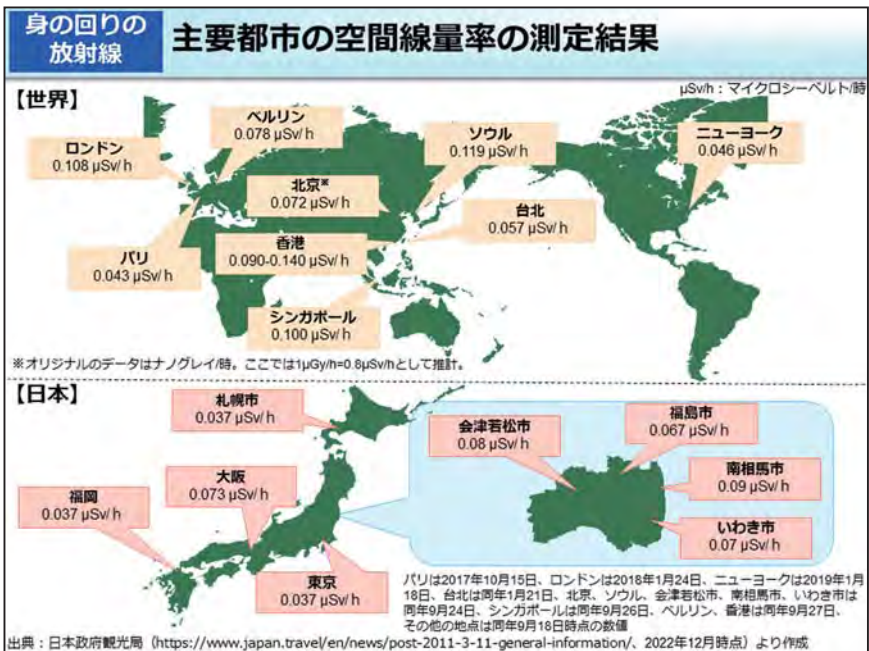 身の回りの
放射線
主要都市の空間線量率の測定結果
μSv/h：マイクロシーベルト/時
【世界】
ベルリン
0.078 μSv/ h
ロンドン
0.108 μSv/ h
ソウル
0.119 μSv/ h
ニューヨーク
0.046 μSv/ h
北京※
0.072 μSv/ h
台北
0.057 μSv/ h
香港
0.090-0.140 μSv/ h
パリ
0.043 μSv/ h
シンガポール
0.100 μSv/ h
※オリジナルのデータはナノグレイ/時。ここでは1μGy/h=0.8μSv/hとして推計。
【日本】
札幌市
0.037 μSv/ h
会津若松市
0.08 μSv/ h
福島市
0.067 μSv/ h
大阪
0.073 μSv/ h
南相馬市
0.09 μSv/ h
福岡
0.037 μSv/ h
いわき市
0.07 μSv/ h
東京
0.037 μSv/ h
パリは2017年10月15日、ロンドンは2018年1月24日、ニューヨークは2019年1月
18日、台北は同年1月21日、北京、ソウル、会津若松市、南相馬市、いわき市は
同年9月24日、シンガポールは同年9月26日、ベルリン、香港は同年9月27日、
その他の地点は同年9月18日時点の数値
出典：日本政府観光局（https://www.japan.travel/en/news/post-2011-3-11-general-information/、2022年12月時点）より作成